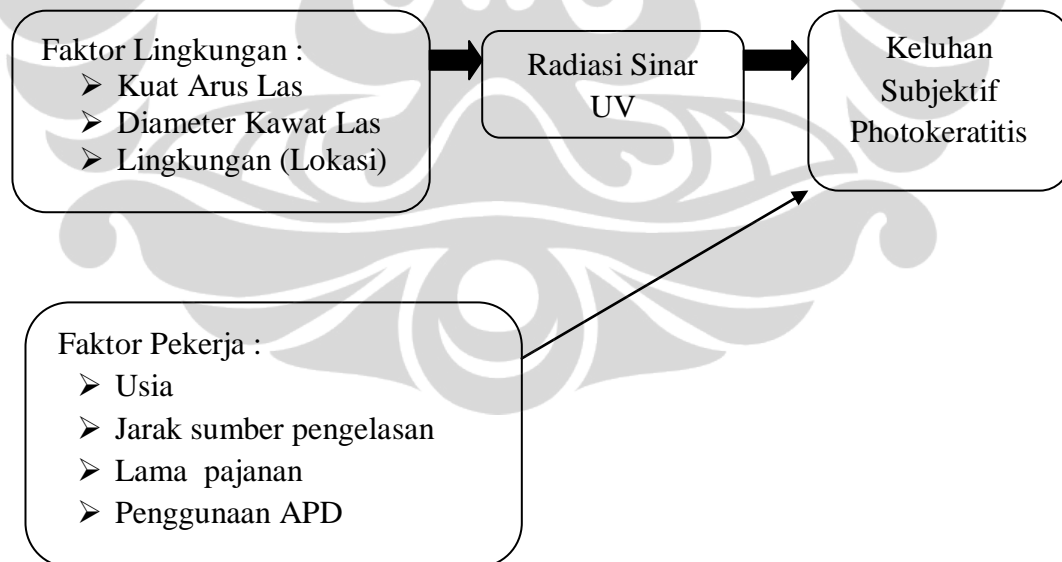 Faktor Lingkungan :
➢ Kuat Arus Las
➢ Diameter Kawat Las
➢ Lingkungan (Lokasi)
Radiasi Sinar
UV
Keluhan
Subjektif
Photokeratitis
Faktor Pekerja :
➢ Usia
➢ Jarak sumber pengelasan
➢ Lama pajanan
➢ Penggunaan APD